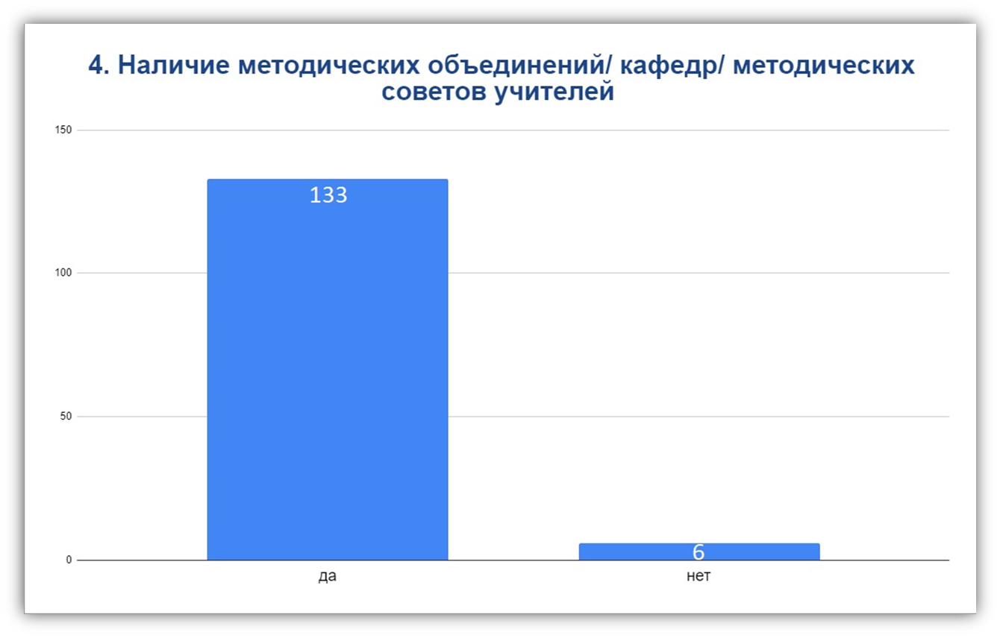 4. Наличие методических объединений/ кафедр/ методических
советов учителей
150
133
100
50
6
0
да
нет